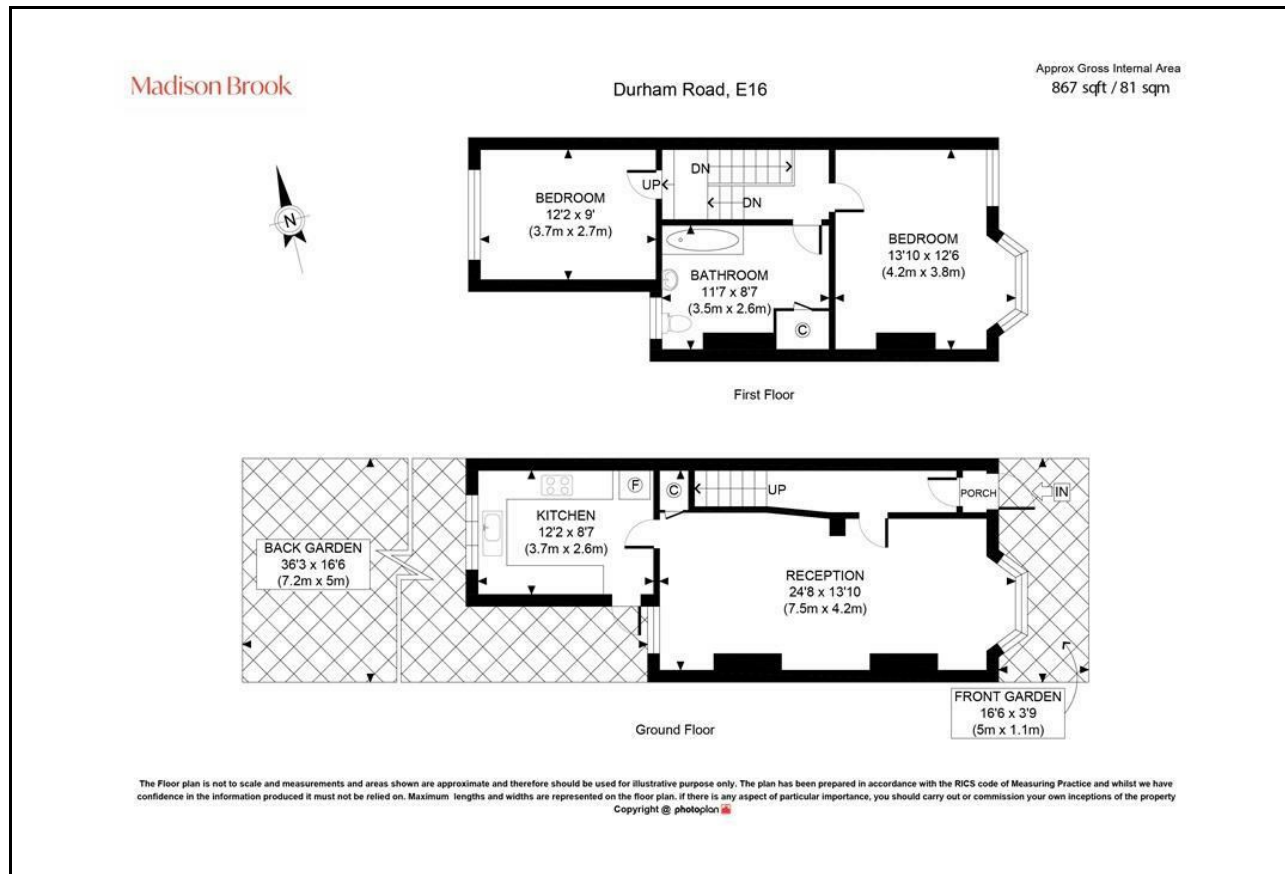 Madison Brook
Durham Road, E16
Approx Gross Internal Area
867 sqft / 81 sqm
N
BEDROOM
12'2 x 9'
(3.7m x 2.7m)
UP
DN
DN
BATHROOM
11'7 x 8'7
(3.5m x 2.6m)
C
BEDROOM
13'10 x 12'6
(4.2m x 3.8m)
First Floor
BACK GARDEN
36'3 x 16'6
(7.2m x 5m)
KITCHEN
12'2 x 8'7
(3.7m x 2.6m)
F
C
UP
PORCH
IN
RECEPTION
24'8 x 13'10
(7.5m x 4.2m)
FRONT GARDEN
16'6 x 3'9
(5m x 1.1m)
Ground Floor
The Floor plan is not to scale and measurements and areas shown are approximate and therefore should be used for illustrative purpose only. The plan has been prepared in accordance with the RICS code of Measuring Practice and whilst we have
confidence in the information produced it must not be relied on. Maximum lengths and widths are represented on the floor plan. if there is any aspect of particular importance, you should carry out or commission your own inceptions of the property
Copyright @ photoplan